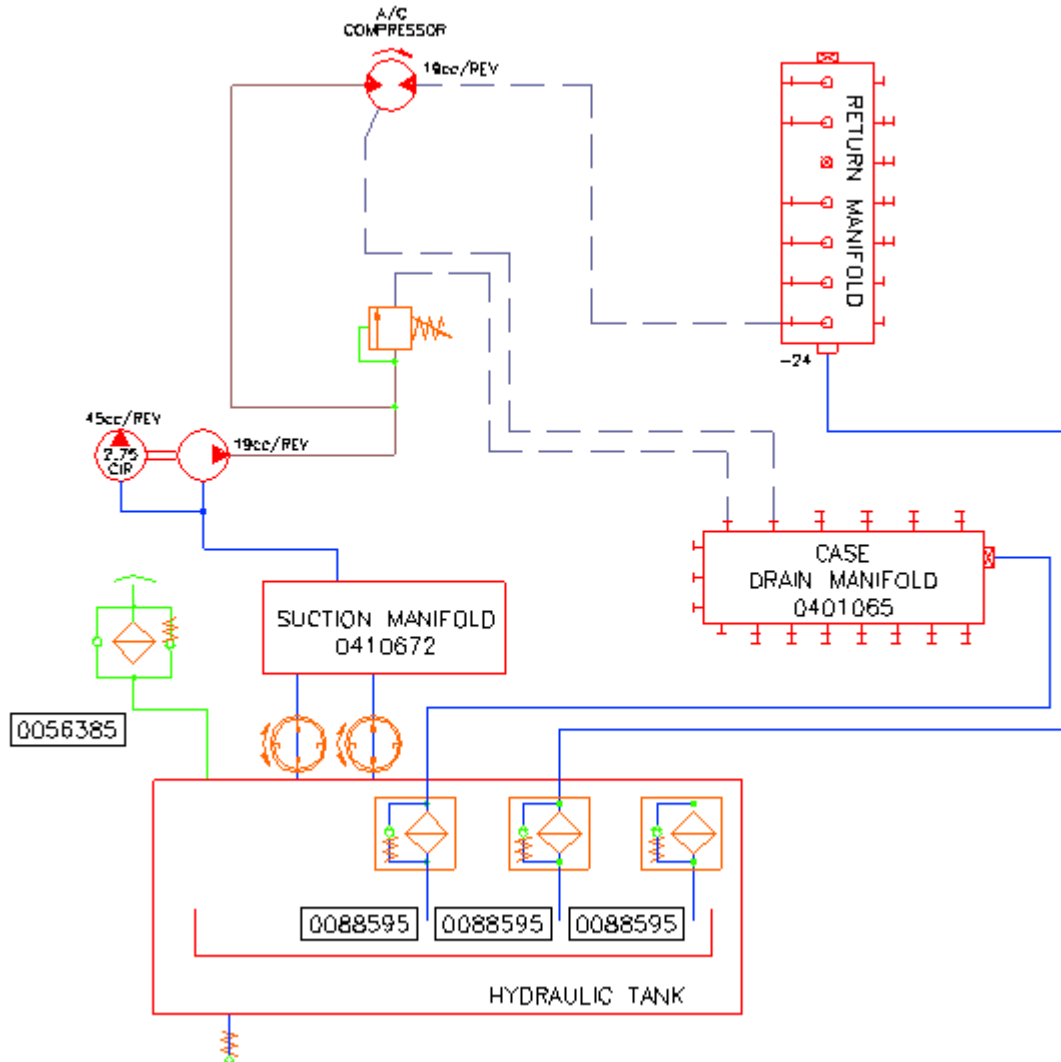 A/C
COMPRESSOR
19cc/REV
RETURN MANIFOLD
-24
45cc/REV
2.75
CIR
19cc/REV
CASE
DRAIN MANIFOLD
0401065
SUCTION MANIFOLD
0410672
0056385
0088595
0088595
0088595
HYDRAULIC TANK